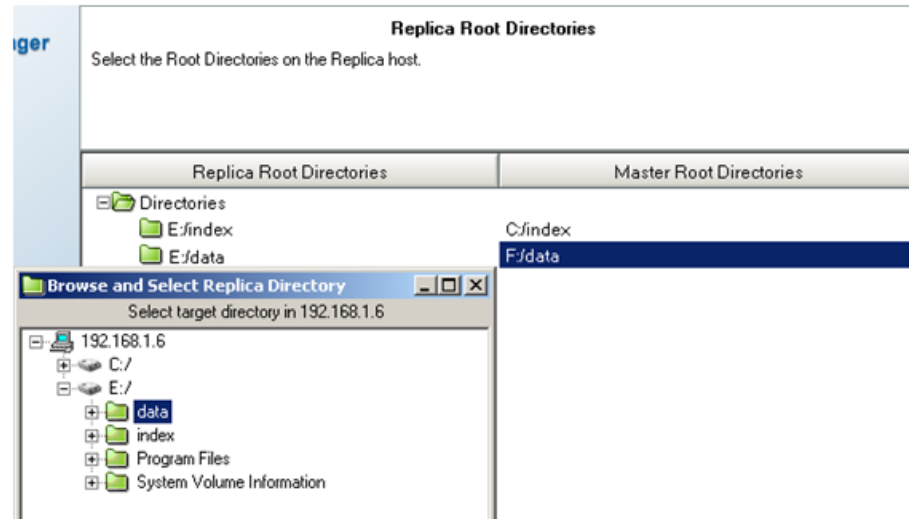 Replica Root Directories
ager
Select the Root Directories on the Replica host.
Replica Root Directories Master Root Directories
Directories
E:/index C:/index
E:/data F:/data
Browse and Select Replica Directory
Select target directory in 192.168.1.6
192.168.1.6
C:/
E:/
data
index
Program Files
System Volume Information